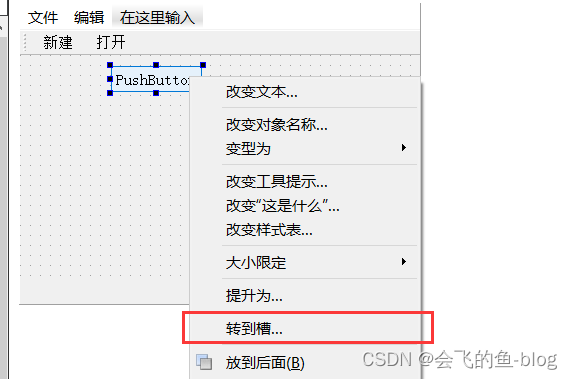 文件 编辑 在这里输入
新建 打开
PushButton
改变文本...
改变对象名称...
变型为
改变工具提示...
改变“这是什么”...
改变样式表...
大小限定
提升为...
转到槽...
放到后面(B)
CSDN @会飞的鱼-blog